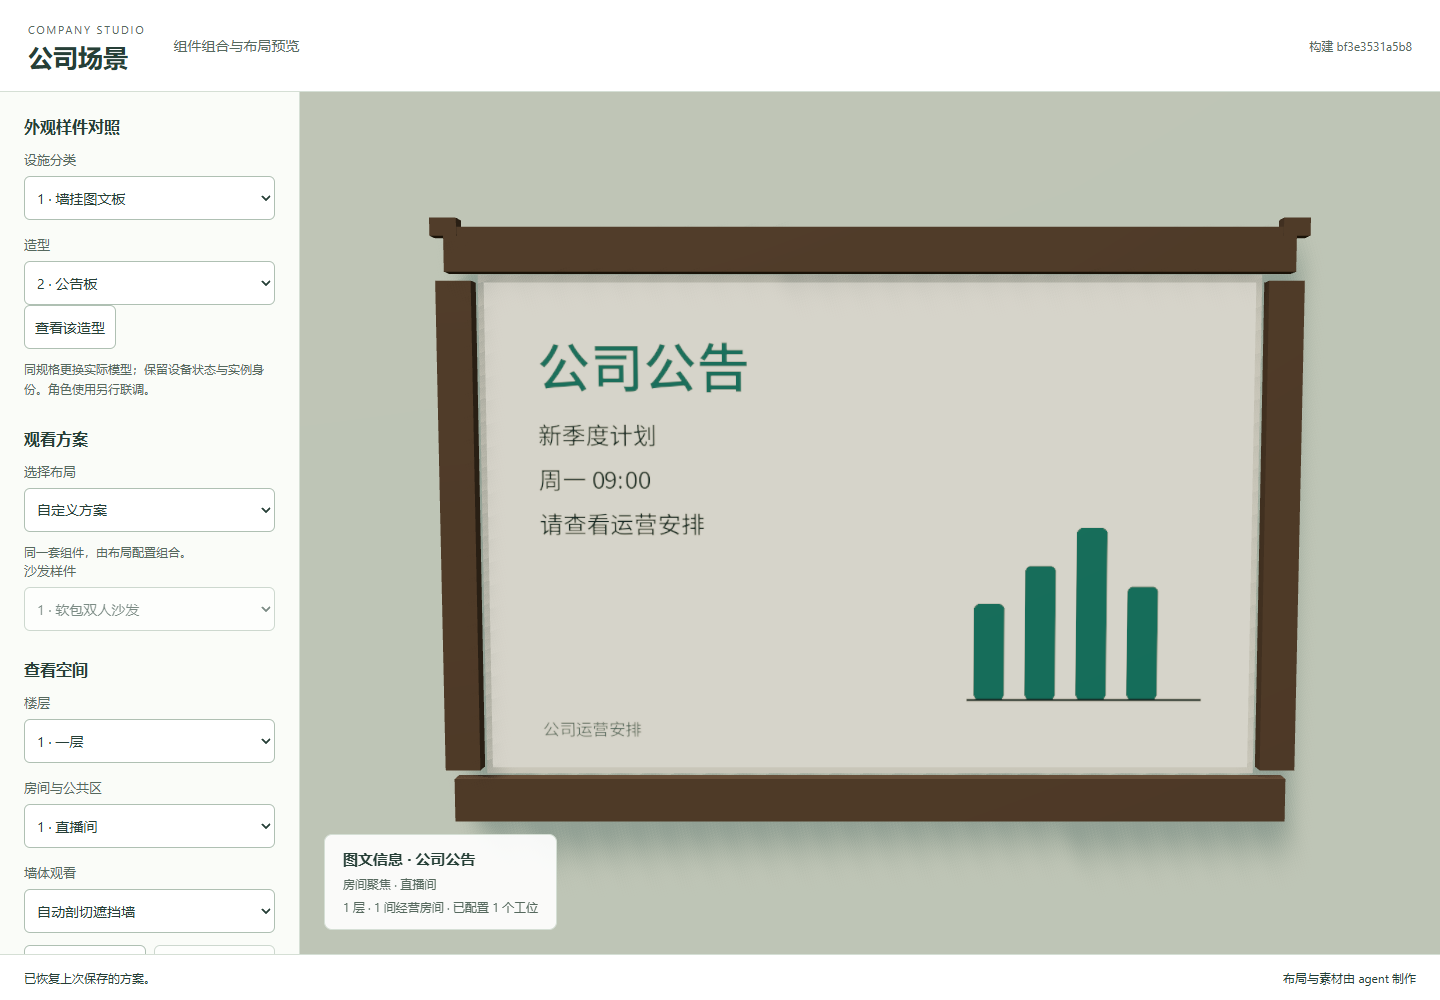 COMPANY STUDIO
公司场景
组件组合与布局预览
构建 bf3e3531a5b8
外观样件对照
设施分类
1 · 墙挂图文板
造型
2 · 公告板
查看该造型
同规格更换实际模型；保留设备状态与实例身
份。角色使用另行联调。
观看方案
选择布局
自定义方案
同一套组件，由布局配置组合。
沙发样件
1 · 软包双人沙发
查看空间
楼层
1 · 一层
房间与公共区
1 · 直播间
墙体观看
自动剖切遮挡墙
公司公告
新季度计划
周一 09:00
请查看运营安排
公司运营安排
图文信息 · 公司公告
房间聚焦 · 直播间
1 层 · 1 间经营房间 · 已配置 1 个工位
已恢复上次保存的方案。
布局与素材由 agent 制作